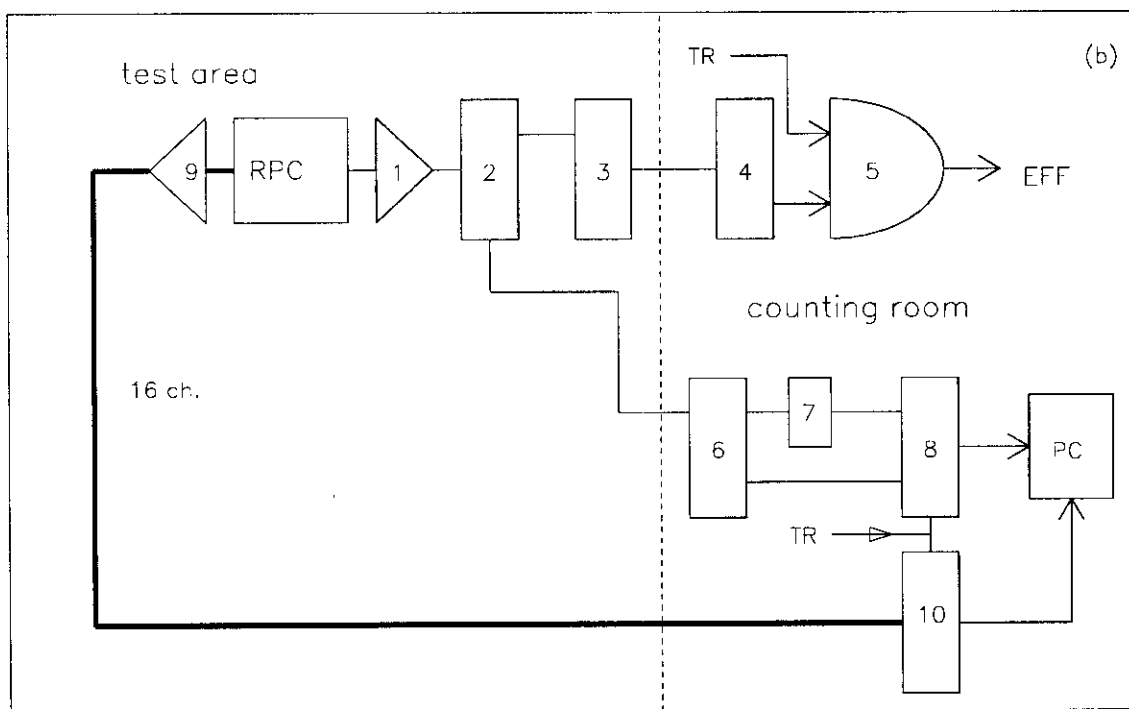 (b)
TR
test area
9
RPC
1
2
3
4
5
EFF
counting room
16 ch.
6
7
8
PC
TR
10